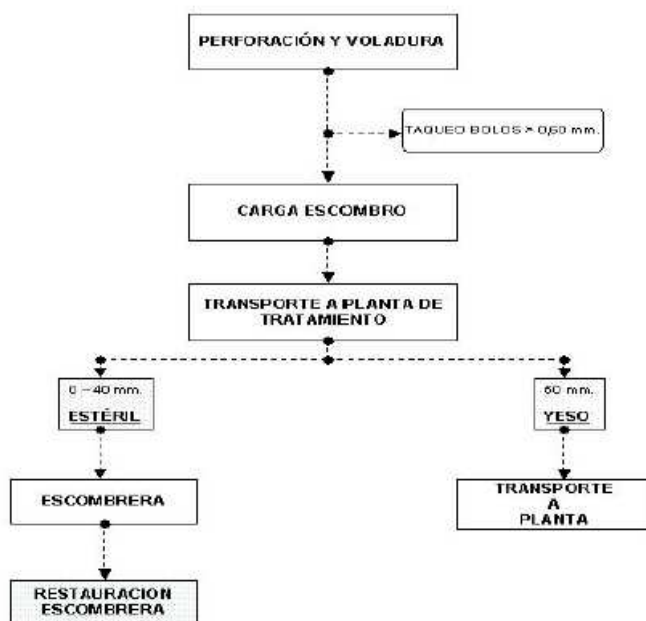 PERFORACIÓN Y VOLADURA
TAQUEO BOLOS > 0,60 mm.
CARGA ESCOMBRO
TRANSPORTE A PLANTA DE
TRATAMIENTO
0 – 40 mm.
ESTÉRIL
60 mm.
YESO
ESCOMBRERA
TRANSPORTE
A
PLANTA
RESTAURACION
ESCOMBRERA